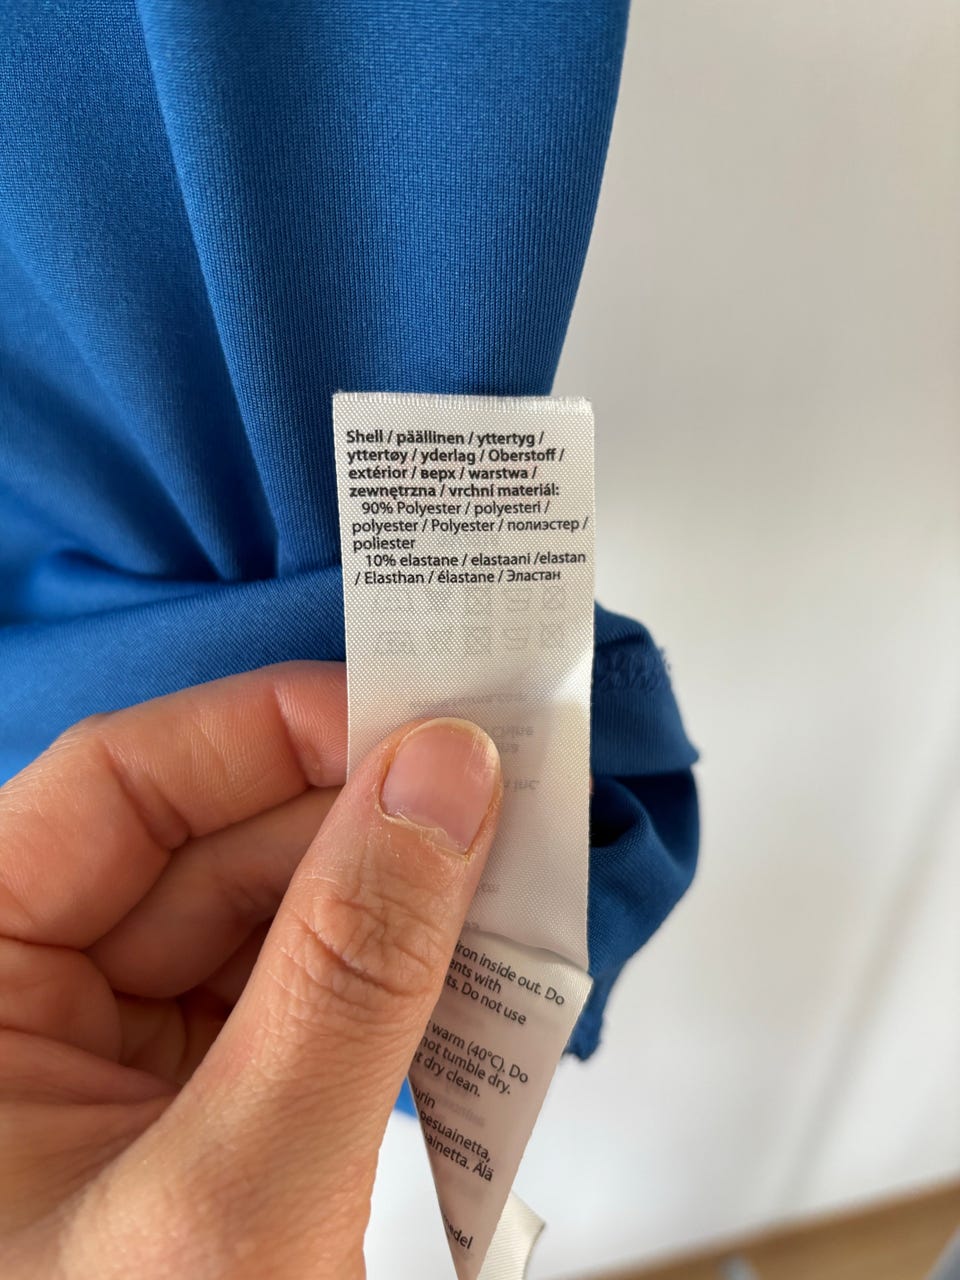 Shell / päällinen / yttertyg /
yttertøy / yderlag / Oberstoff /
extérior / верх / warstwa /
zewnętrzna / vrchní materiál:
90% Polyester / polyesteri /
polyester / Polyester / полиэстер /
poliester
10% elastane / elastaani /elastan
/ Elasthan / élastane / Эластан
iron inside out. Do
with
Do not use
warm (40°C). Do
not tumble dry.
dry clean.
pesuainetta,
Älä